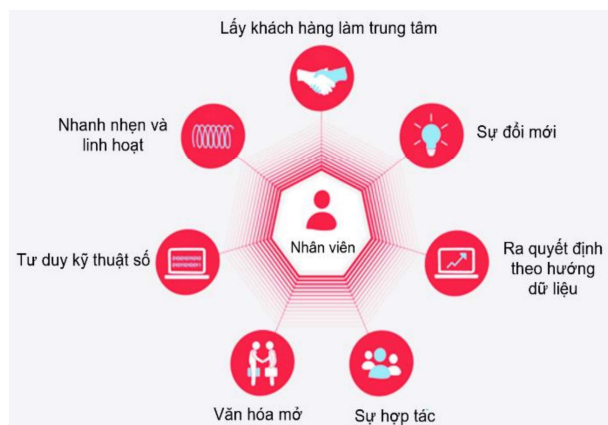 Lấy khách hàng làm trung tâm
Nhanh nhẹn và
linh hoạt
Sự đổi mới
Nhân viên
Tư duy kỹ thuật số
Ra quyết định
theo hướng
dữ liệu
Văn hóa mở
Sự hợp tác